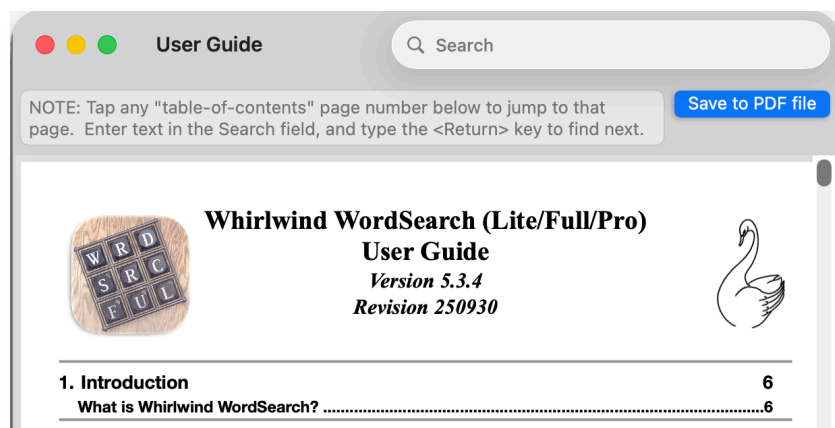 User Guide
Search
NOTE: Tap any "table-of-contents" page number below to jump to that
page.  Enter text in the Search field, and type the <Return> key to find next.
Save to PDF file
Whirlwind WordSearch (Lite/Full/Pro)
User Guide
Version 5.3.4
Revision 250930
W R D
S R C
F U L
1. Introduction 6
What is Whirlwind WordSearch? ...........................................................................................................6